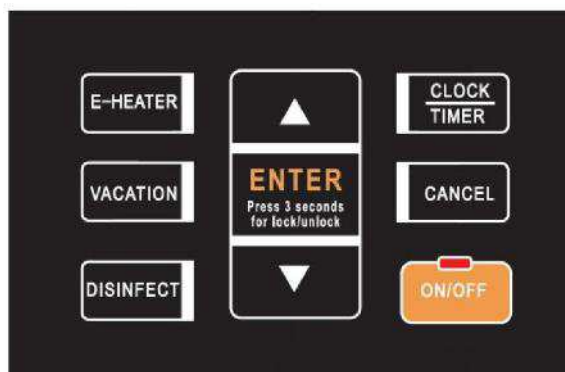 E-HEATER
VACATION
DISINFECT
ENTER
Press 3 seconds
for lock/unlock
CLOCK
TIMER
CANCEL
ON/OFF